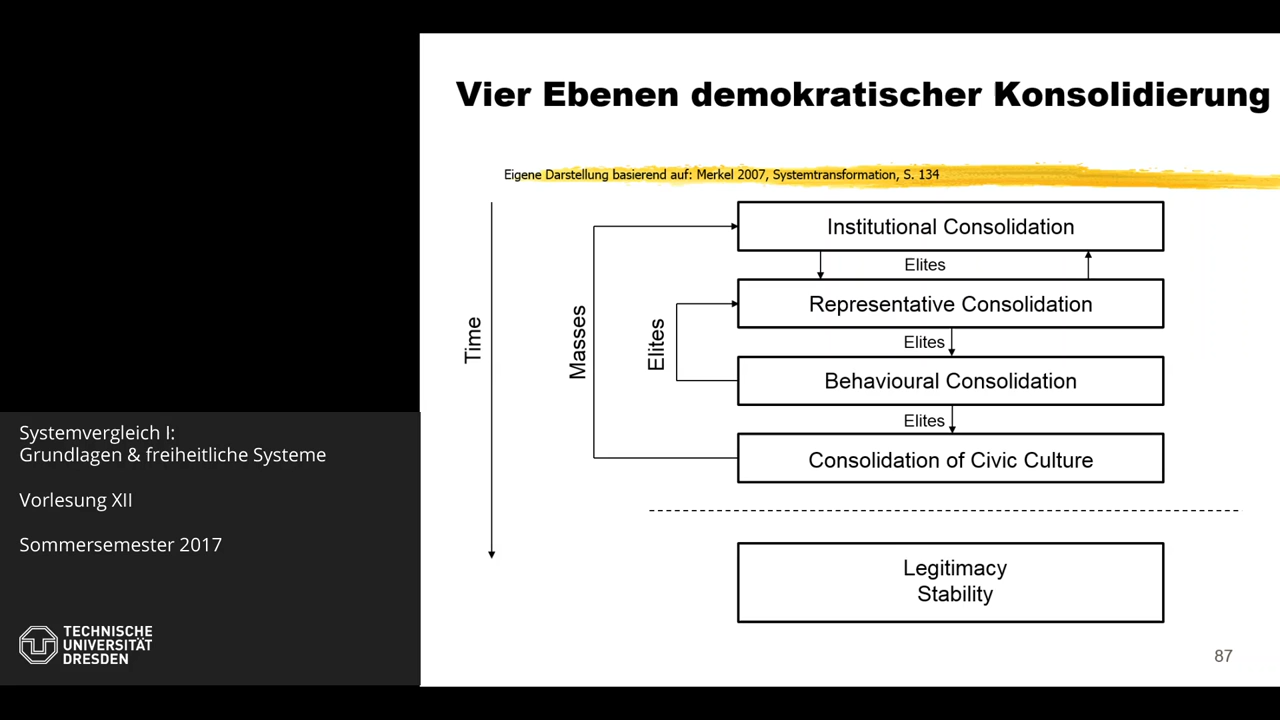 Vier Ebenen demokratischer Konsolidierung
Eigene Darstellung basierend auf: Merkel 2007, Systemtransformation, S. 134
Institutional Consolidation
Elites
Representative Consolidation
Elites
Behavioural Consolidation
Elites
Consolidation of Civic Culture
Time
Masses
Elites
Legitimacy
Stability
87
Systemvergleich I:
Grundlagen & freiheitliche Systeme
Vorlesung XII
Sommersemester 2017
TECHNISCHE
UNIVERSITÄT
DRESDEN